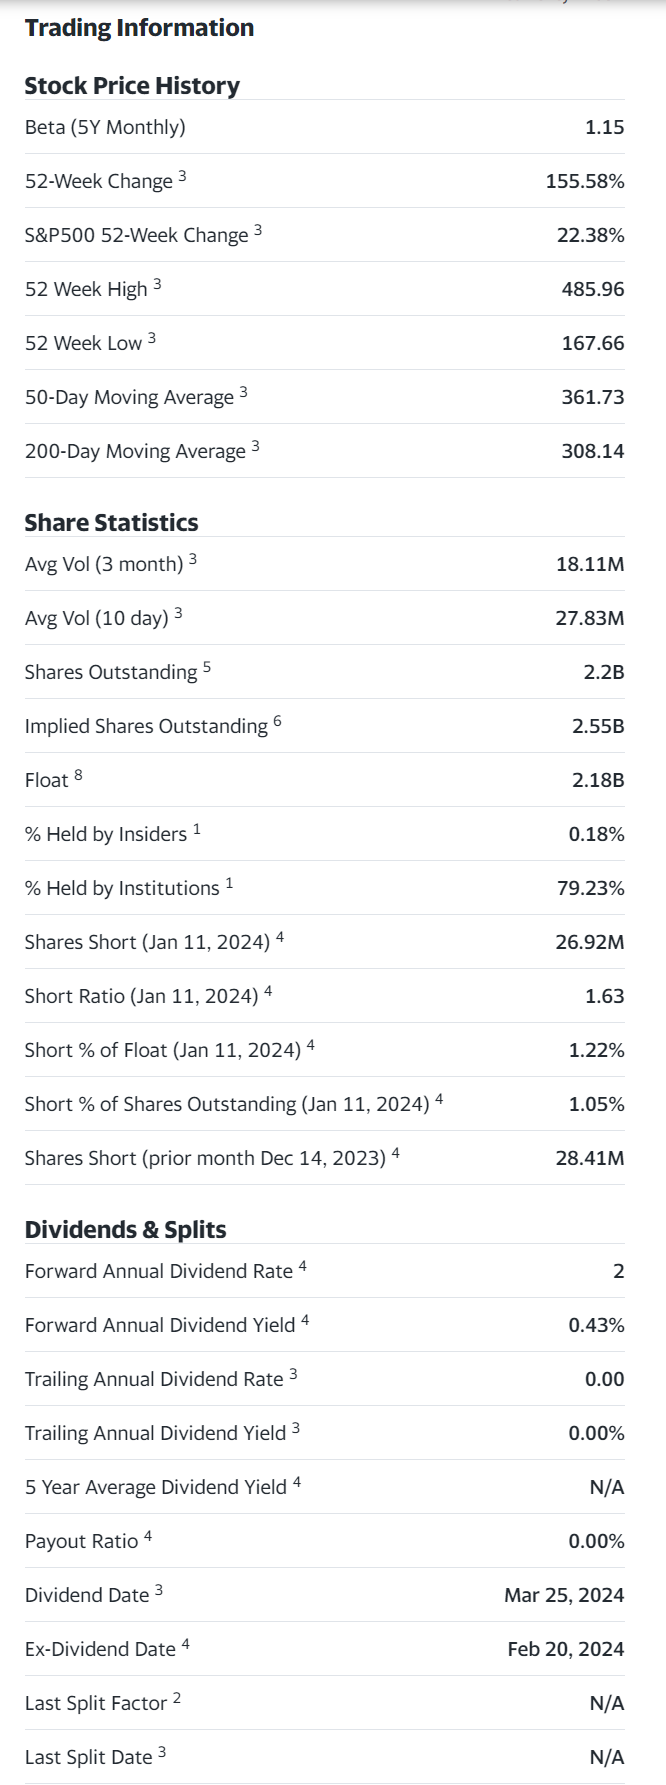 Trading Information
Stock Price History
Beta (5Y Monthly) 1.15
52-Week Change 3 155.58%
S&P500 52-Week Change 3 22.38%
52 Week High 3 485.96
52 Week Low 3 167.66
50-Day Moving Average 3 361.73
200-Day Moving Average 3 308.14
Share Statistics
Avg Vol (3 month) 3 18.11M
Avg Vol (10 day) 3 27.83M
Shares Outstanding 5 2.2B
Implied Shares Outstanding 6 2.55B
Float 8 2.18B
% Held by Insiders 1 0.18%
% Held by Institutions 1 79.23%
Shares Short (Jan 11, 2024) 4 26.92M
Short Ratio (Jan 11, 2024) 4 1.63
Short % of Float (Jan 11, 2024) 4 1.22%
Short % of Shares Outstanding (Jan 11, 2024) 4 1.05%
Shares Short (prior month Dec 14, 2023) 4 28.41M
Dividends & Splits
Forward Annual Dividend Rate 4 2
Forward Annual Dividend Yield 4 0.43%
Trailing Annual Dividend Rate 3 0.00
Trailing Annual Dividend Yield 3 0.00%
5 Year Average Dividend Yield 4 N/A
Payout Ratio 4 0.00%
Dividend Date 3 Mar 25, 2024
Ex-Dividend Date 4 Feb 20, 2024
Last Split Factor 2 N/A
Last Split Date 3 N/A